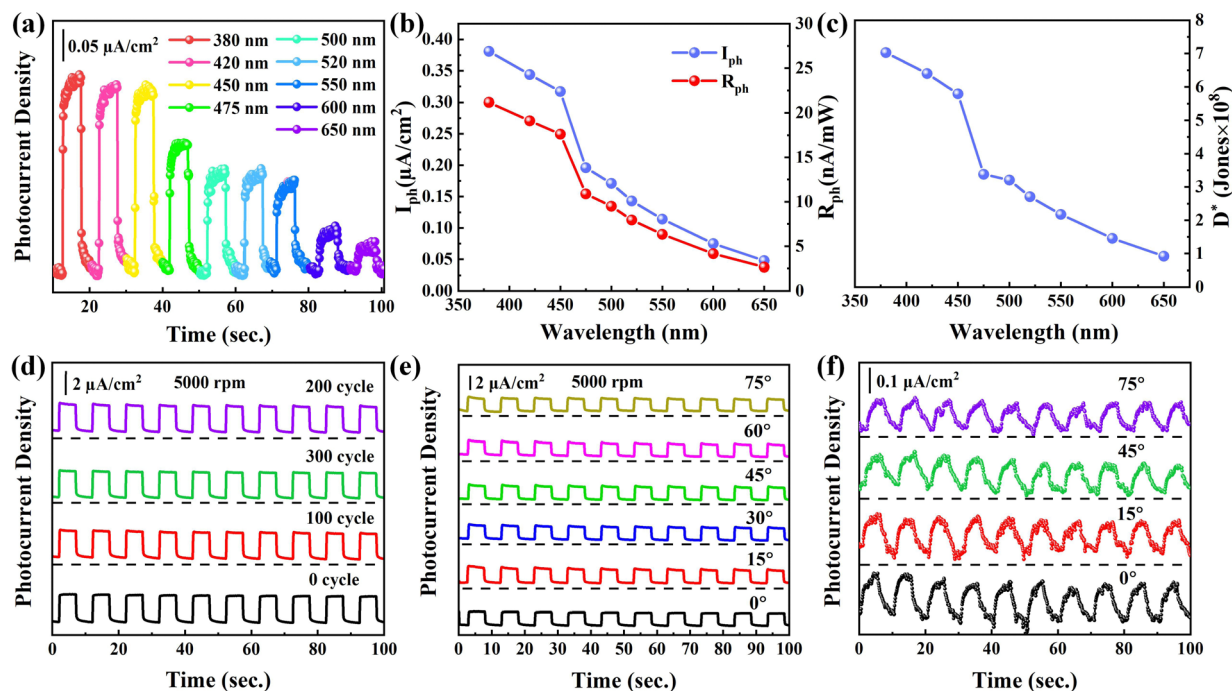 (a)
0.05 µA/cm²
380 nm
420 nm
450 nm
475 nm
500 nm
520 nm
550 nm
600 nm
650 nm
Photocurrent Density
20 40 60 80 100
Time (sec.)
(b)
I_ph
R_ph
I_ph(µA/cm²)
0.40
0.35
0.30
0.25
0.20
0.15
0.10
0.05
0.00
R_ph(nA/mW)
30
25
20
15
10
5
0
350 400 450 500 550 600 650
Wavelength (nm)
(c)
D* (Jones×10⁸)
8
7
6
5
4
3
2
1
0
350 400 450 500 550 600 650
Wavelength (nm)
(d)
2 µA/cm² 5000 rpm
200 cycle
300 cycle
100 cycle
0 cycle
Photocurrent Density
0 20 40 60 80 100
Time (sec.)
(e)
2 µA/cm² 5000 rpm
75°
60°
45°
30°
15°
0°
Photocurrent Density
0 10 20 30 40 50 60 70 80 90 100
Time (sec.)
(f)
0.1 µA/cm²
75°
45°
15°
0°
Photocurrent Density
0 20 40 60 80 100
Time (sec.)